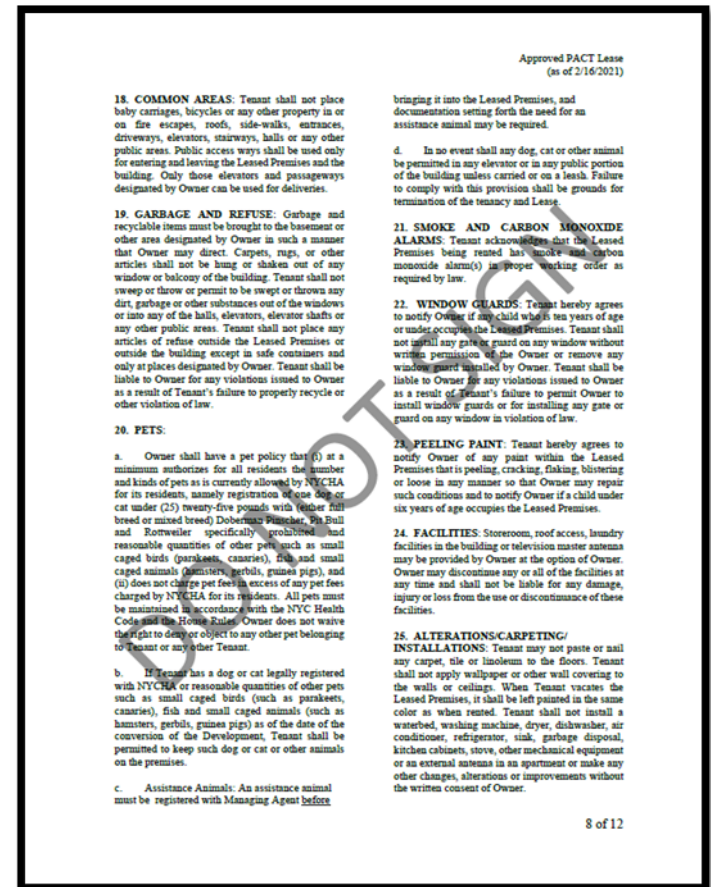 Approved PACT Lease
(as of 2/16/2021)
18. COMMON AREAS: Tenant shall not place
baby carriages, bicycles or any other property in or
on fire escapes, roofs, side-walks, entrances,
driveways, elevators, stairways, halls or any other
public areas. Public access ways shall be used only
for entering and leaving the Leased Premises and the
building. Only those elevators and passageways
designated by Owner can be used for deliveries.
19. GARBAGE AND REFUSE: Garbage and
recyclable items must be brought to the basement or
other area designated by Owner in such a manner
that Owner may direct. Carpets, rugs, or other
articles shall not be hung or shaken out of any
window or balcony of the building. Tenant shall not
sweep or throw or permit to be swept or thrown any
dirt, garbage or other substances out of the windows
or into any of the halls, elevators, elevator shafts or
any other public areas. Tenant shall not place any
articles of refuse outside the Leased Premises or
outside the building except in safe containers and
only at places designated by Owner. Tenant shall be
liable to Owner for any violations issued to Owner
as a result of Tenant's failure to properly recycle or
other violation of law.
20. PETS:
a. Owner shall have a pet policy that (i) at a
minimum authorizes for all residents the number
and kinds of pets as is currently allowed by NYCHA
for its residents, namely registration of one dog or
cat under (25) twenty-five pounds with (either full
breed or mixed breed) Doberman Pinscher, Pit Bull
and Rottweiler specifically prohibited and
reasonable quantities of other pets such as small
caged birds (parakeets, canaries), fish and small
caged animals (hamsters, gerbils, guinea pigs), and
(ii) does not charge pet fees in excess of any pet fees
charged by NYCHA for its residents. All pets must
be maintained in accordance with the NYC Health
Code and the House Rules. Owner does not waive
the right to deny or object to any other pet belonging
to Tenant or any other Tenant.
b. If Tenant has a dog or cat legally registered
with NYCHA or reasonable quantities of other pets
such as small caged birds (such as parakeets,
canaries), fish and small caged animals (such as
hamsters, gerbils, guinea pigs) as of the date of the
conversion of the Development, Tenant shall be
permitted to keep such dog or cat or other animals
on the premises.
c. Assistance Animals: An assistance animal
must be registered with Managing Agent before
bringing it into the Leased Premises, and
documentation setting forth the need for an
assistance animal may be required.
d. In no event shall any dog, cat or other animal
be permitted in any elevator or in any public portion
of the building unless carried or on a leash. Failure
to comply with this provision shall be grounds for
termination of the tenancy and Lease.
21. SMOKE AND CARBON MONOXIDE
ALARMS: Tenant acknowledges that the Leased
Premises being rented has smoke and carbon
monoxide alarm(s) in proper working order as
required by law.
22. WINDOW GUARDS: Tenant hereby agrees
to notify Owner if any child who is ten years of age
or under occupies the Leased Premises. Tenant shall
not install any gate or guard on any window without
written permission of the Owner or remove any
window guard installed by Owner. Tenant shall be
liable to Owner for any violations issued to Owner
as a result of Tenant's failure to permit Owner to
install window guards or for installing any gate or
guard on any window in violation of law.
23. PEELING PAINT: Tenant hereby agrees to
notify Owner of any paint within the Leased
Premises that is peeling, cracking, flaking, blistering
or loose in any manner so that Owner may repair
such conditions and to notify Owner if a child under
six years of age occupies the Leased Premises.
24. FACILITIES: Storeroom, roof access, laundry
facilities in the building or television master antenna
may be provided by Owner at the option of Owner.
Owner may discontinue any or all of the facilities at
any time and shall not be liable for any damage,
injury or loss from the use or discontinuance of these
facilities.
25. ALTERATIONS/CARPETING/
INSTALLATIONS: Tenant may not paste or nail
any carpet, tile or linoleum to the floors. Tenant
shall not apply wallpaper or other wall covering to
the walls or ceilings. When Tenant vacates the
Leased Premises, it shall be left painted in the same
color as when rented. Tenant shall not install a
waterbed, washing machine, dryer, dishwasher, air
conditioner, refrigerator, sink, garbage disposal,
kitchen cabinets, stove, other mechanical equipment
or an external antenna in an apartment or make any
other changes, alterations or improvements without
the written consent of Owner.
8 of 12
DO NOT SIGN